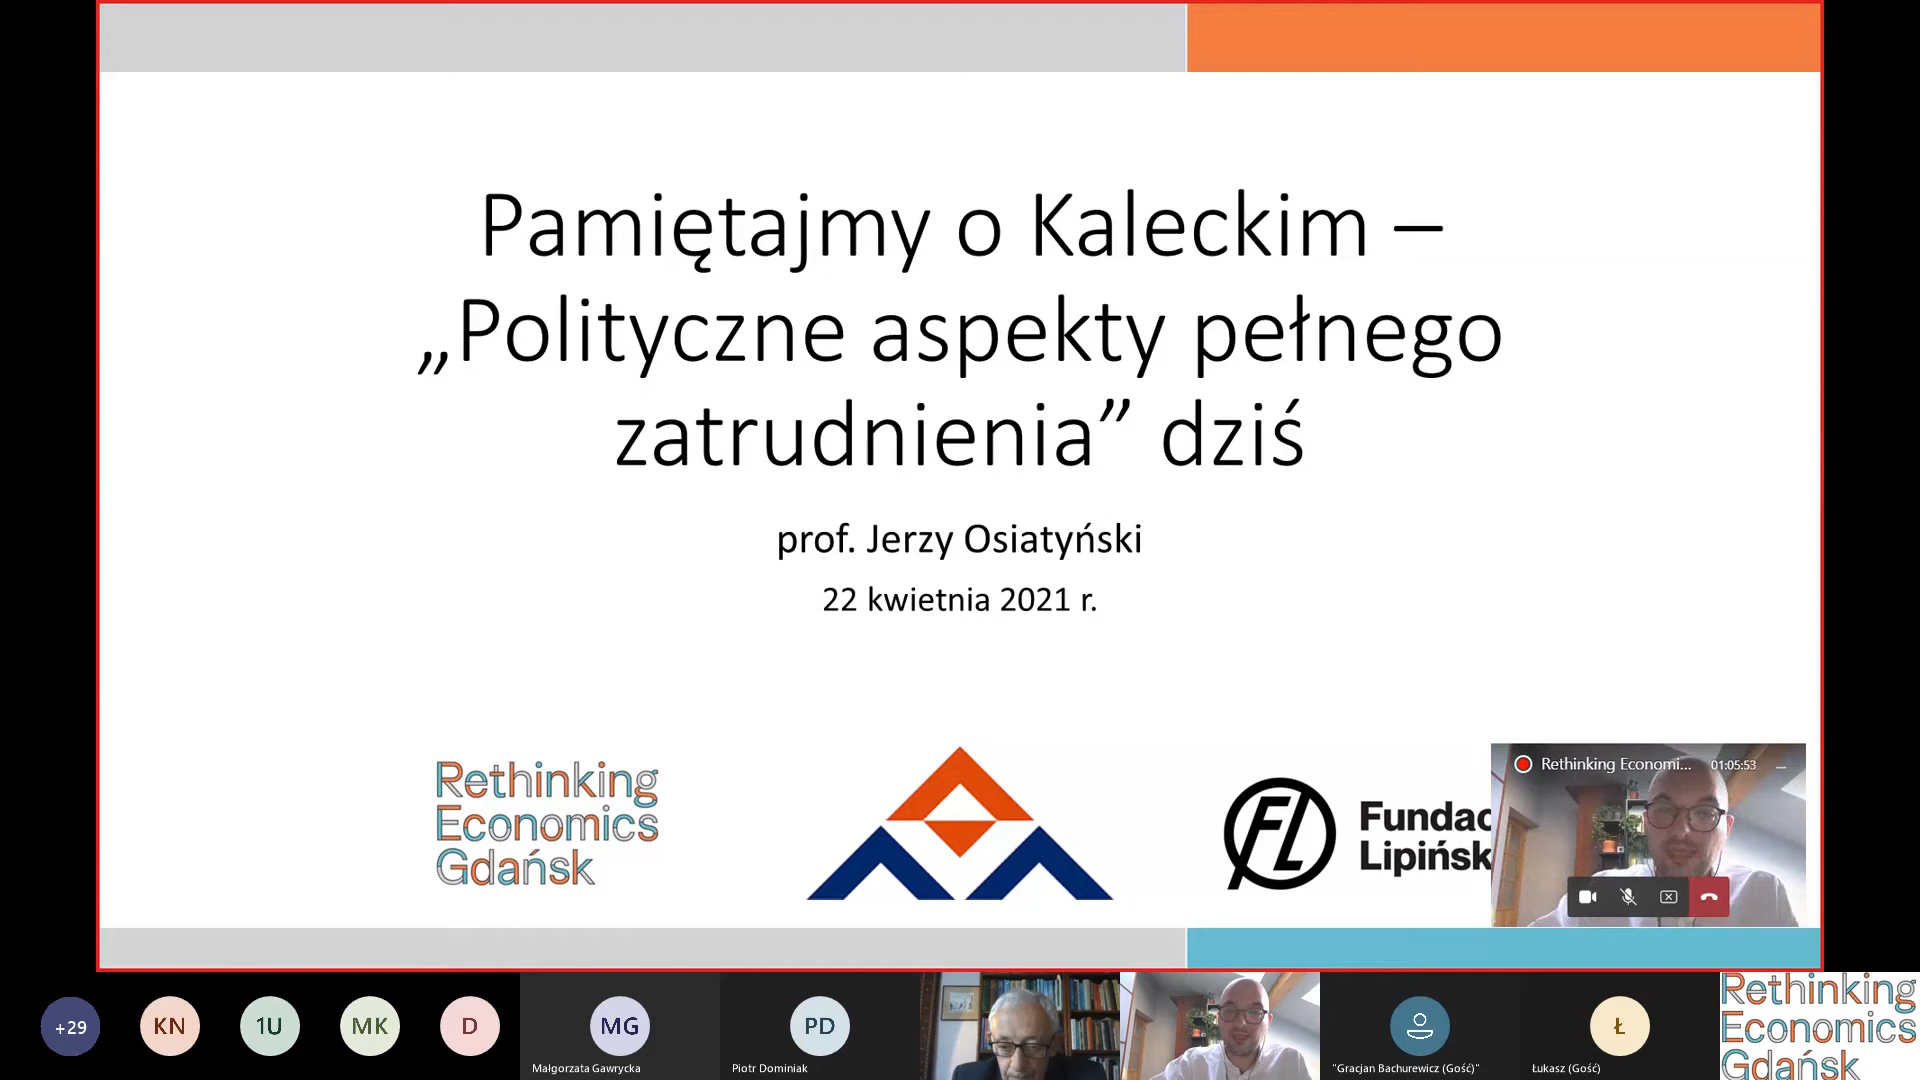 Pamiętajmy o Kaleckim –
„Polityczne aspekty pełnego
zatrudnienia” dziś
prof. Jerzy Osiatyński
22 kwietnia 2021 r.
Rethinking
Economics
Gdańsk
FL
Fundac
Lipińsk
Rethinking Economi... 01:05:53
+29
KN
1U
MK
D
MG
Małgorzata Gawrycka
PD
Piotr Dominiak
"Gracjan Bachurewicz (Gość)"
Ł
Łukasz (Gość)
Rethinking
Economics
Gdańsk